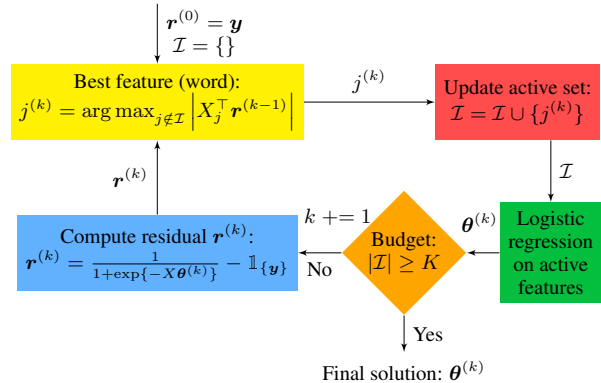 r^(0) = y
I = {}
Best feature (word):
j^(k) = arg max_{j∉I} |X_j^⊤ r^(k−1)|
j^(k)
Update active set:
I = I ∪ {j^(k)}
I
Logistic
regression
on active
features
θ^(k)
Budget:
|I| ≥ K
k += 1
No
Compute residual r^(k):
r^(k) = 1/(1+exp{−Xθ^(k)}) − 𝟙_{y}
r^(k)
Yes
Final solution: θ^(k)